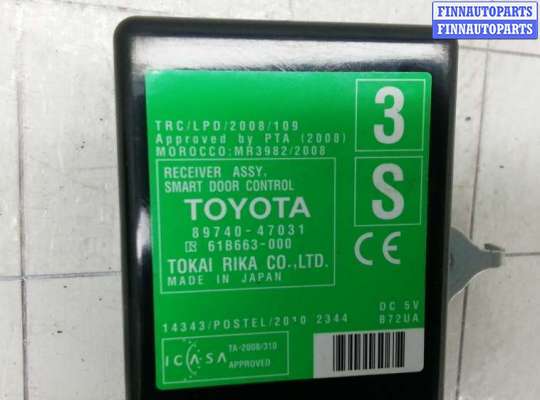 FINNAUTOPARTS
FINNAUTOPARTS
TRC/LPD/2008/109
Approved by PTA (2008)
MOROCCO:MR3982/2008
3
RECEIVER ASSY,
SMART DOOR CONTROL
TOYOTA
89740-47031
61B663-000
TOKAI RIKA CO.,LTD.
MADE IN JAPAN
S
CE
14343/POSTEL/2010 2344
DC 5V
B72UA
ICASA
TA-2008/310
APPROVED